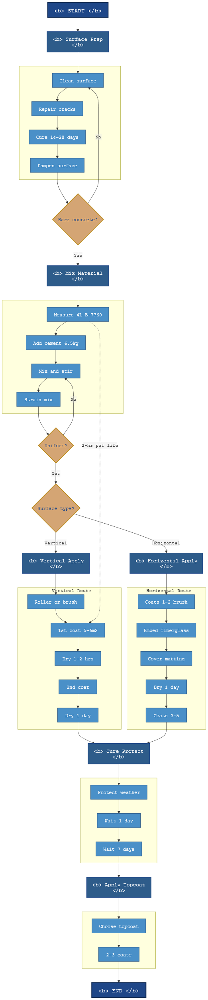 <b> START </b>
<b> Surface Prep
</b>
Clean surface
Repair cracks
No
Cure 14-28 days
Dampen surface
Bare concrete?
Yes
<b> Mix Material
</b>
Measure 4L B-7760
Add cement 6.5kg
Mix and stir
Strain mix
No
Uniform?
2-hr pot life
Yes
Surface type?
Vertical
Horizontal
<b> Vertical Apply
</b>
<b> Horizontal Apply
</b>
Vertical Route
Roller or brush
1st coat 5-6m2
Dry 1-2 hrs
2nd coat
Dry 1 day
Horizontal Route
Coats 1-2 brush
Embed fiberglass
Cover matting
Dry 1 day
Coats 3-5
<b> Cure Protect
</b>
Protect weather
Wait 1 day
Wait 7 days
<b> Apply Topcoat
</b>
Choose topcoat
2-3 coats
<b> END </b>